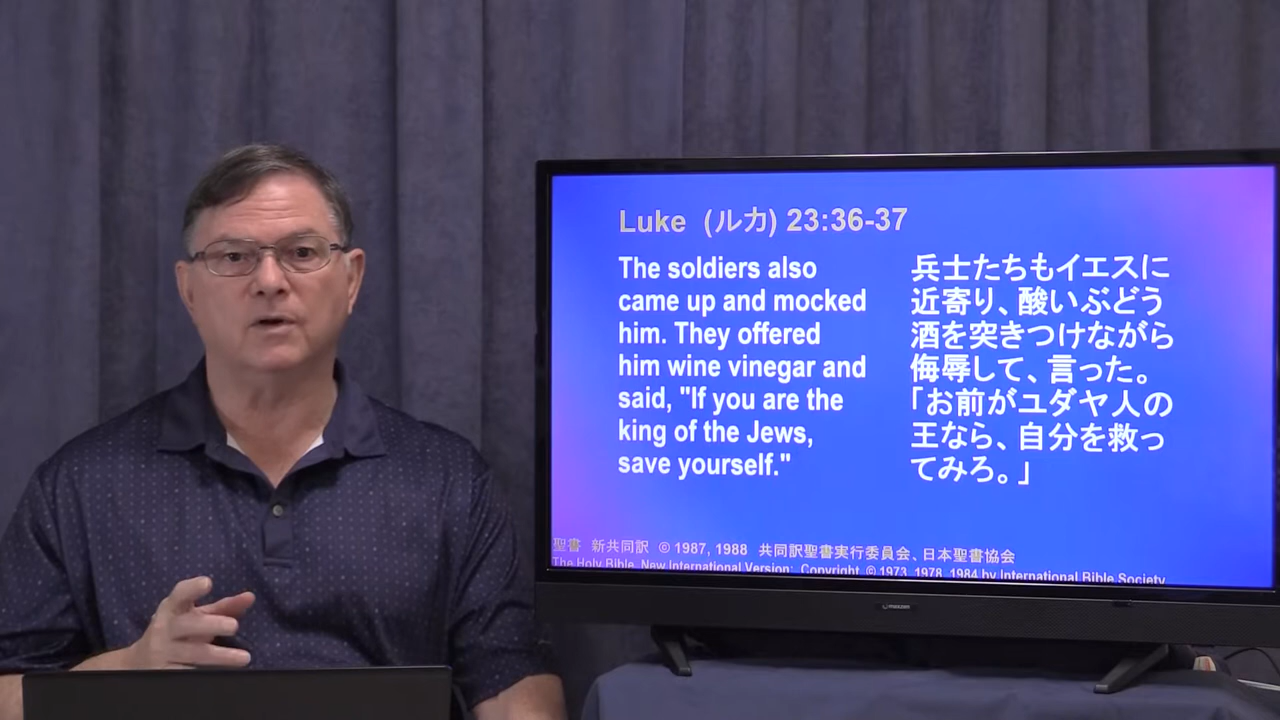 Luke (ルカ) 23:36-37
The soldiers also
came up and mocked
him. They offered
him wine vinegar and
said, "If you are the
king of the Jews,
save yourself."
兵士たちもイエスに
近寄り、酸いぶどう
酒を突きつけながら
侮辱して、言った。
「お前がユダヤ人の
王なら、自分を救っ
てみろ。」
聖書 新共同訳 © 1987, 1988 共同訳聖書実行委員会、日本聖書協会
The Holy Bible, New International Version; Copyright © 1973, 1978, 1984 by International Bible Society